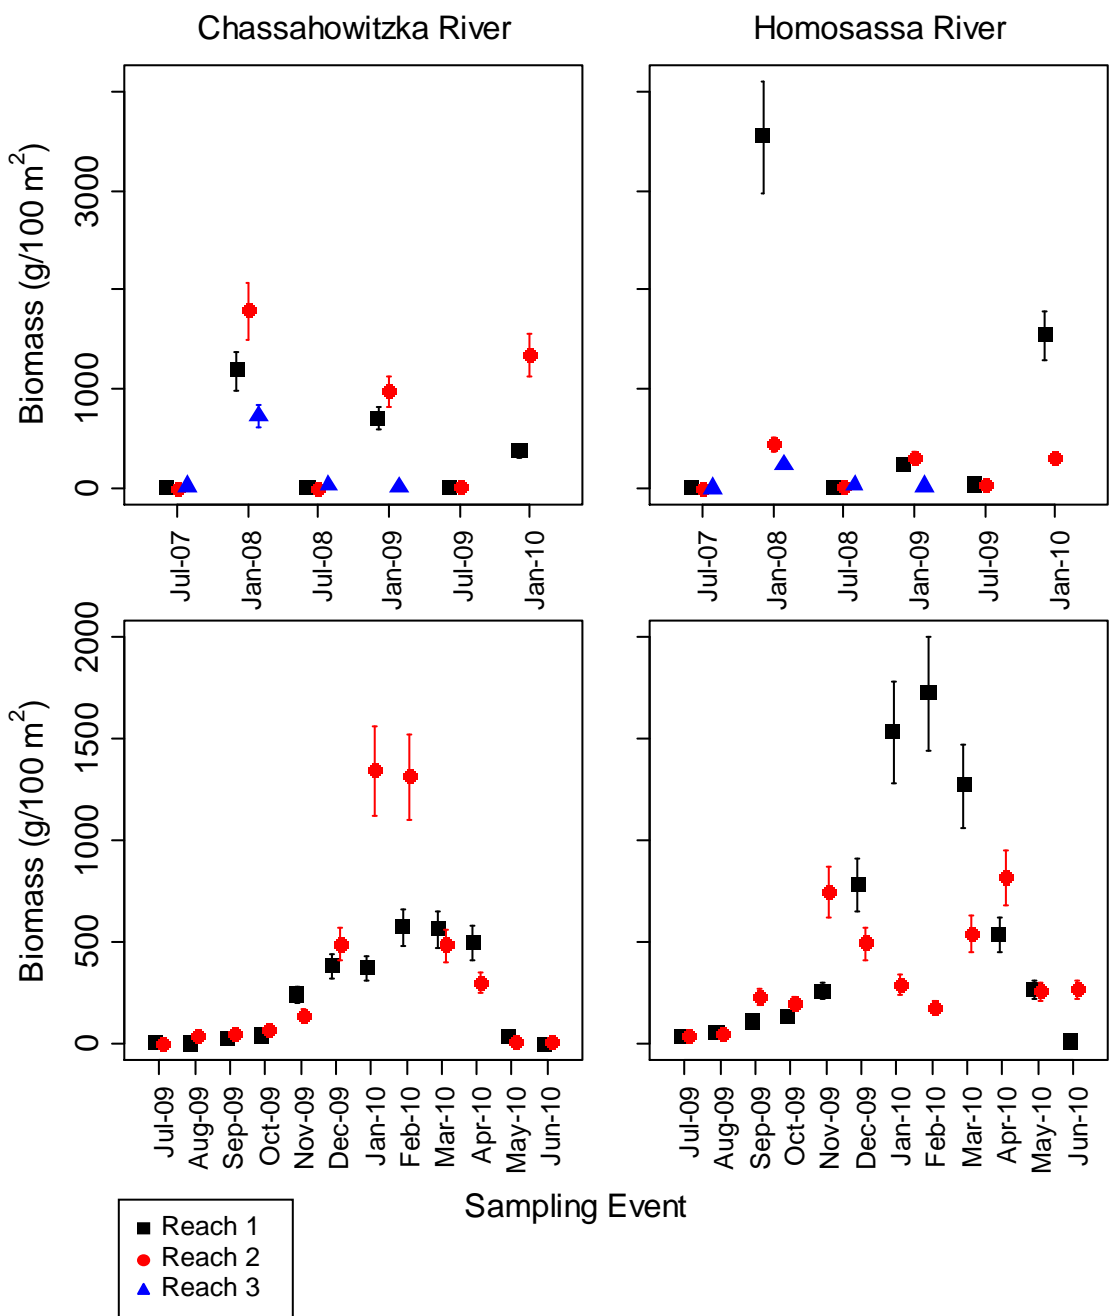 Chassahowitzka River
Homosassa River
Biomass (g/100 m²)
3000
1000
0
Jul-07
Jan-08
Jul-08
Jan-09
Jul-09
Jan-10
Jul-07
Jan-08
Jul-08
Jan-09
Jul-09
Jan-10
Biomass (g/100 m²)
2000
1500
1000
500
0
Jul-09
Aug-09
Sep-09
Oct-09
Nov-09
Dec-09
Jan-10
Feb-10
Mar-10
Apr-10
May-10
Jun-10
Jul-09
Aug-09
Sep-09
Oct-09
Nov-09
Dec-09
Jan-10
Feb-10
Mar-10
Apr-10
May-10
Jun-10
Sampling Event
Reach 1
Reach 2
Reach 3